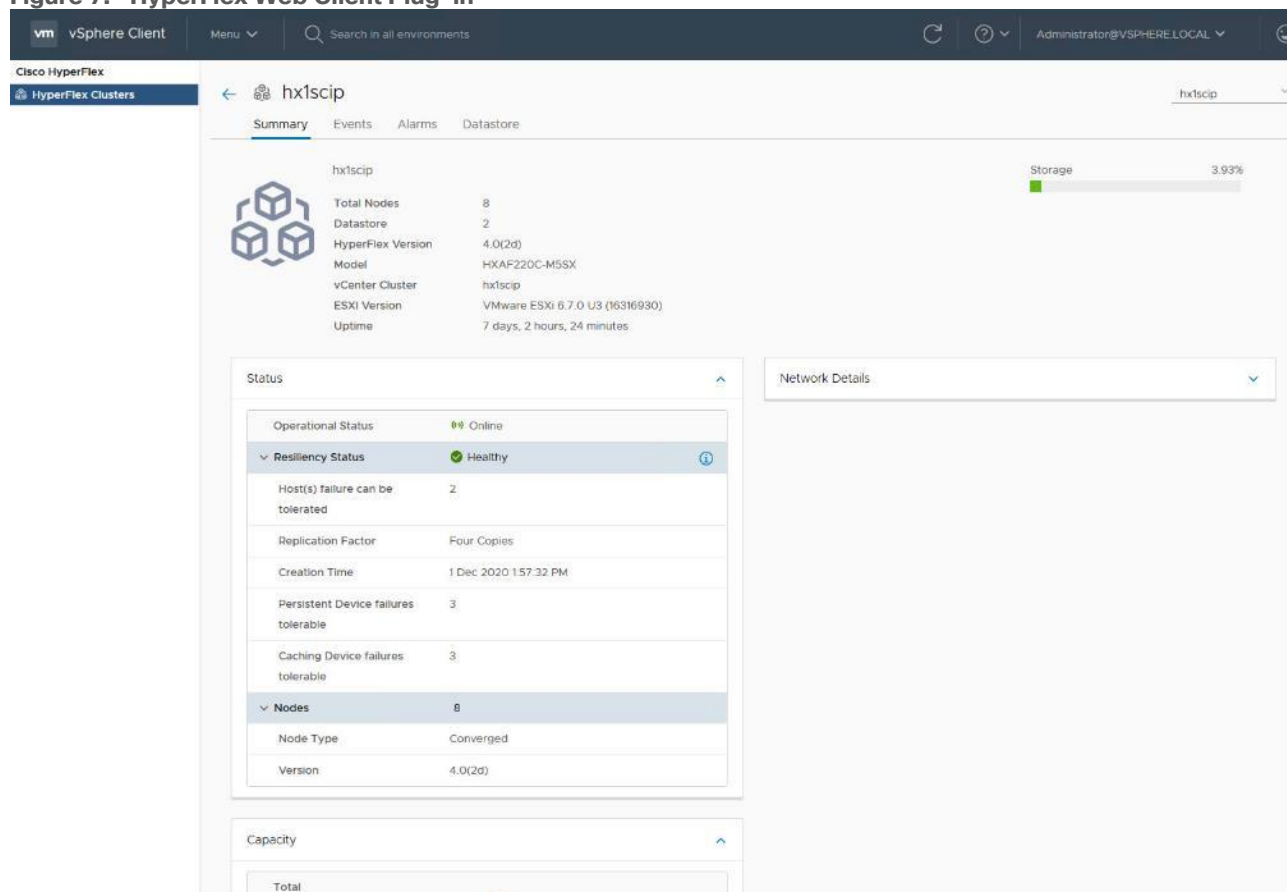 Figure 7. HyperFlex Web Client Plug-in
vm vSphere Client Menu Search in all environments Administrator@VSPHERE.LOCAL
Cisco HyperFlex
HyperFlex Clusters
hx1scip hx1scip
Summary Events Alarms Datastore
hx1scip Storage 3.93%
Total Nodes 8
Datastore 2
HyperFlex Version 4.0(2d)
Model HXAF220C-M5SX
vCenter Cluster hx1scip
ESXI Version VMware ESXi 6.7.0 U3 (16316930)
Uptime 7 days, 2 hours, 24 minutes
Status Network Details
Operational Status Online
Resiliency Status Healthy
Host(s) failure can be 2
tolerated
Replication Factor Four Copies
Creation Time 1 Dec 2020 1:57:32 PM
Persistent Device failures 3
tolerable
Caching Device failures 3
tolerable
Nodes 8
Node Type Converged
Version 4.0(2d)
Capacity
Total